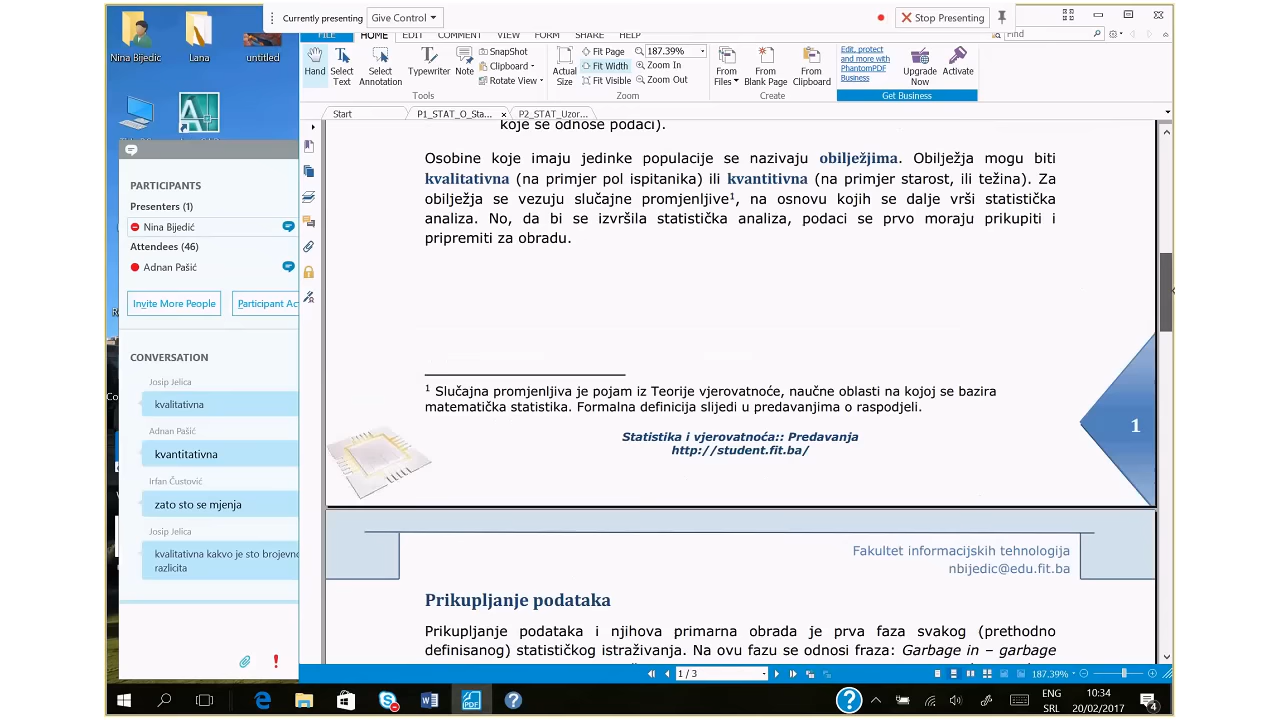 Currently presenting
Give Control
Stop Presenting
Nina Bijedic
Lana
untitled
PARTICIPANTS
Presenters (1)
Nina Bijedić
Attendees (46)
Adnan Pašić
Invite More People
Participant Ac
CONVERSATION
Josip Jelica
kvalitativna
Adnan Pašić
kvantitativna
Irfan Čustović
zato sto se mjenja
Josip Jelica
kvalitativna kakvo je sto brojevno
razlicita
FILE HOME EDIT COMMENT VIEW FORM SHARE HELP
Find
Hand
Select Text
Select Annotation
Typewriter
Note
SnapShot
Clipboard
Rotate View
Tools
Actual Size
Fit Page
Fit Width
Fit Visible
187.39%
Zoom In
Zoom Out
Zoom
From Files
From Blank Page
From Clipboard
Create
Edit, protect
and more with
PhantomPDF
Business
Upgrade Now
Activate
Get Business
Start
P1_STAT_O_Sta...
P2_STAT_Uzor...
koje se odnose podaci).
Osobine koje imaju jedinke populacije se nazivaju obilježjima. Obilježja mogu biti
kvalitativna (na primjer pol ispitanika) ili kvantitivna (na primjer starost, ili težina). Za
obilježja se vezuju slučajne promjenljive¹, na osnovu kojih se dalje vrši statistička
analiza. No, da bi se izvršila statistička analiza, podaci se prvo moraju prikupiti i
pripremiti za obradu.
¹ Slučajna promjenljiva je pojam iz Teorije vjerovatnoće, naučne oblasti na kojoj se bazira
matematička statistika. Formalna definicija slijedi u predavanjima o raspodjeli.
Statistika i vjerovatnoća:: Predavanja
http://student.fit.ba/
1
Fakultet informacijskih tehnologija
nbijedic@edu.fit.ba
Prikupljanje podataka
Prikupljanje podataka i njihova primarna obrada je prva faza svakog (prethodno
definisanog) statističkog istraživanja. Na ovu fazu se odnosi fraza: Garbage in – garbage
1 / 3
187.39%
ENG
SRL
10:34
20/02/2017
4